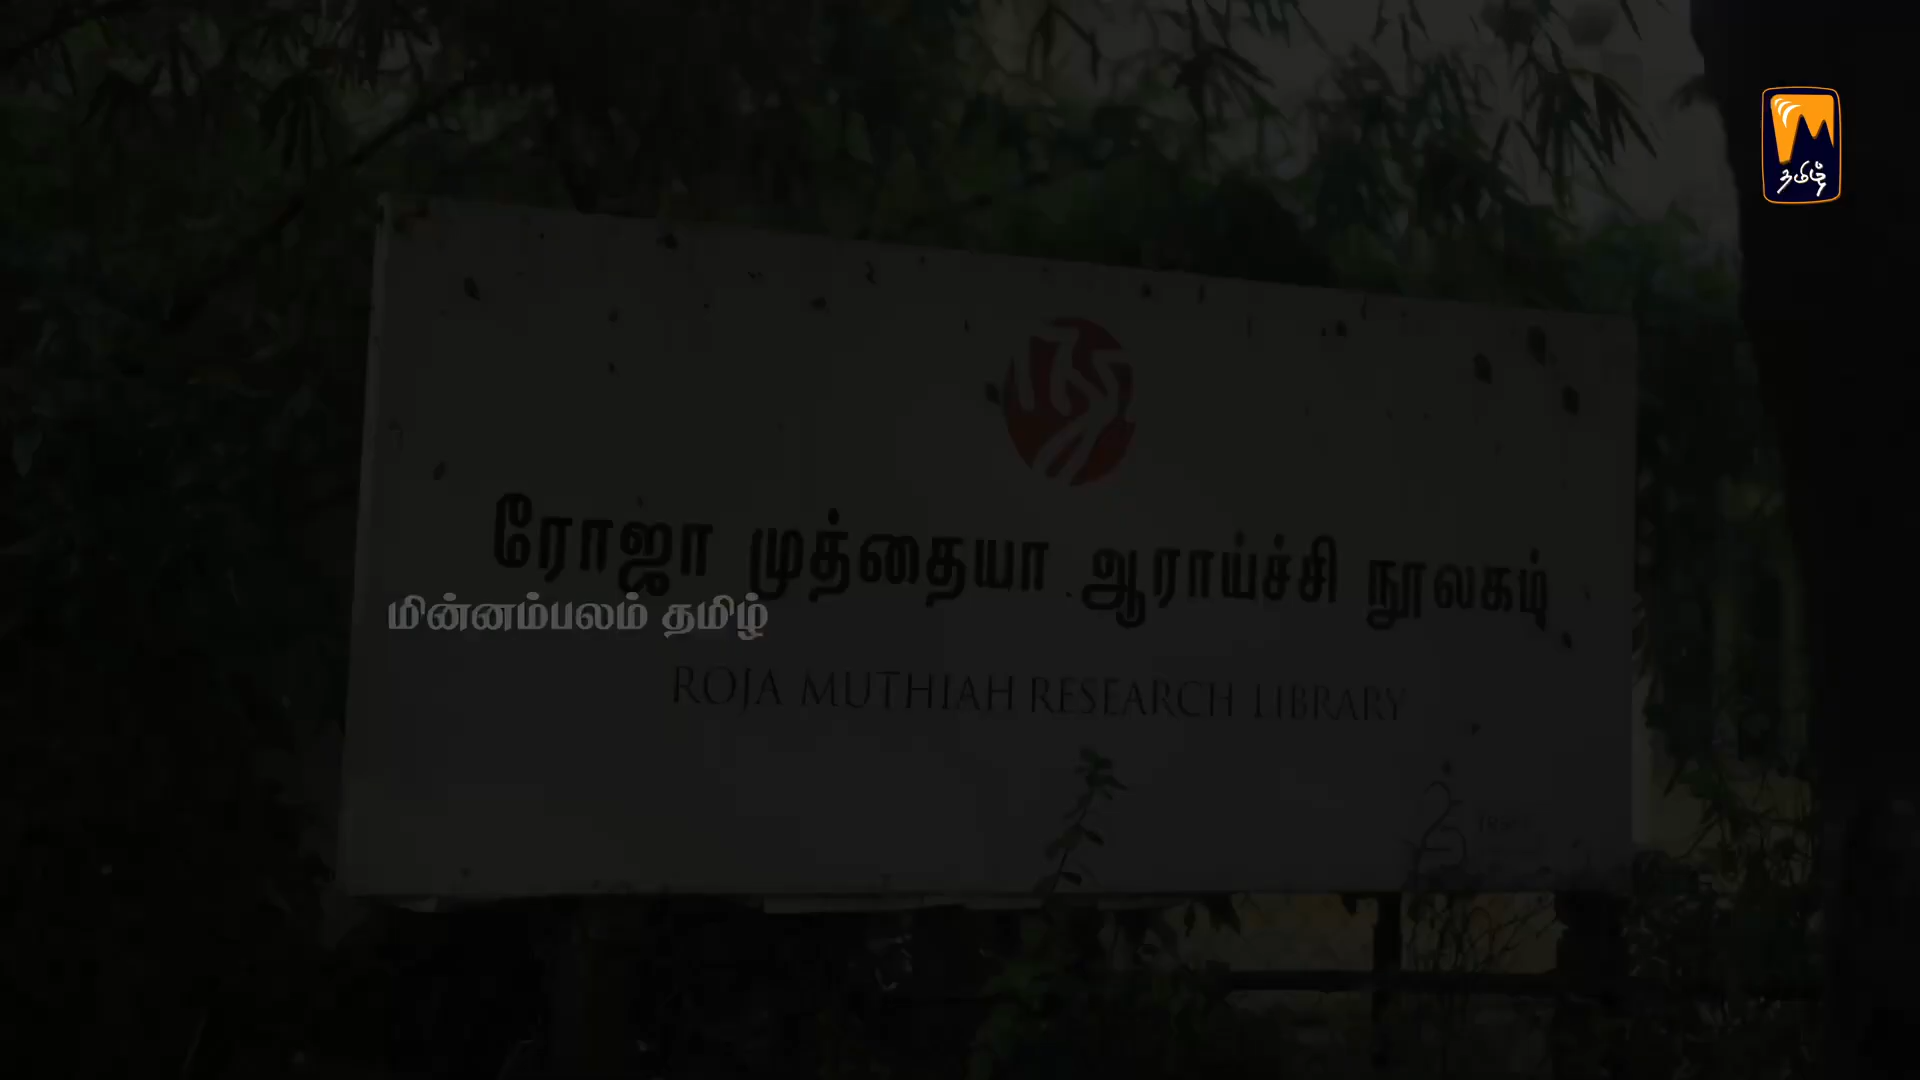 தமிழ்
ரோஜா முத்தையா ஆராய்ச்சி நூலகம்
மின்னம்பலம் தமிழ்
ROJA MUTHIAH RESEARCH LIBRARY